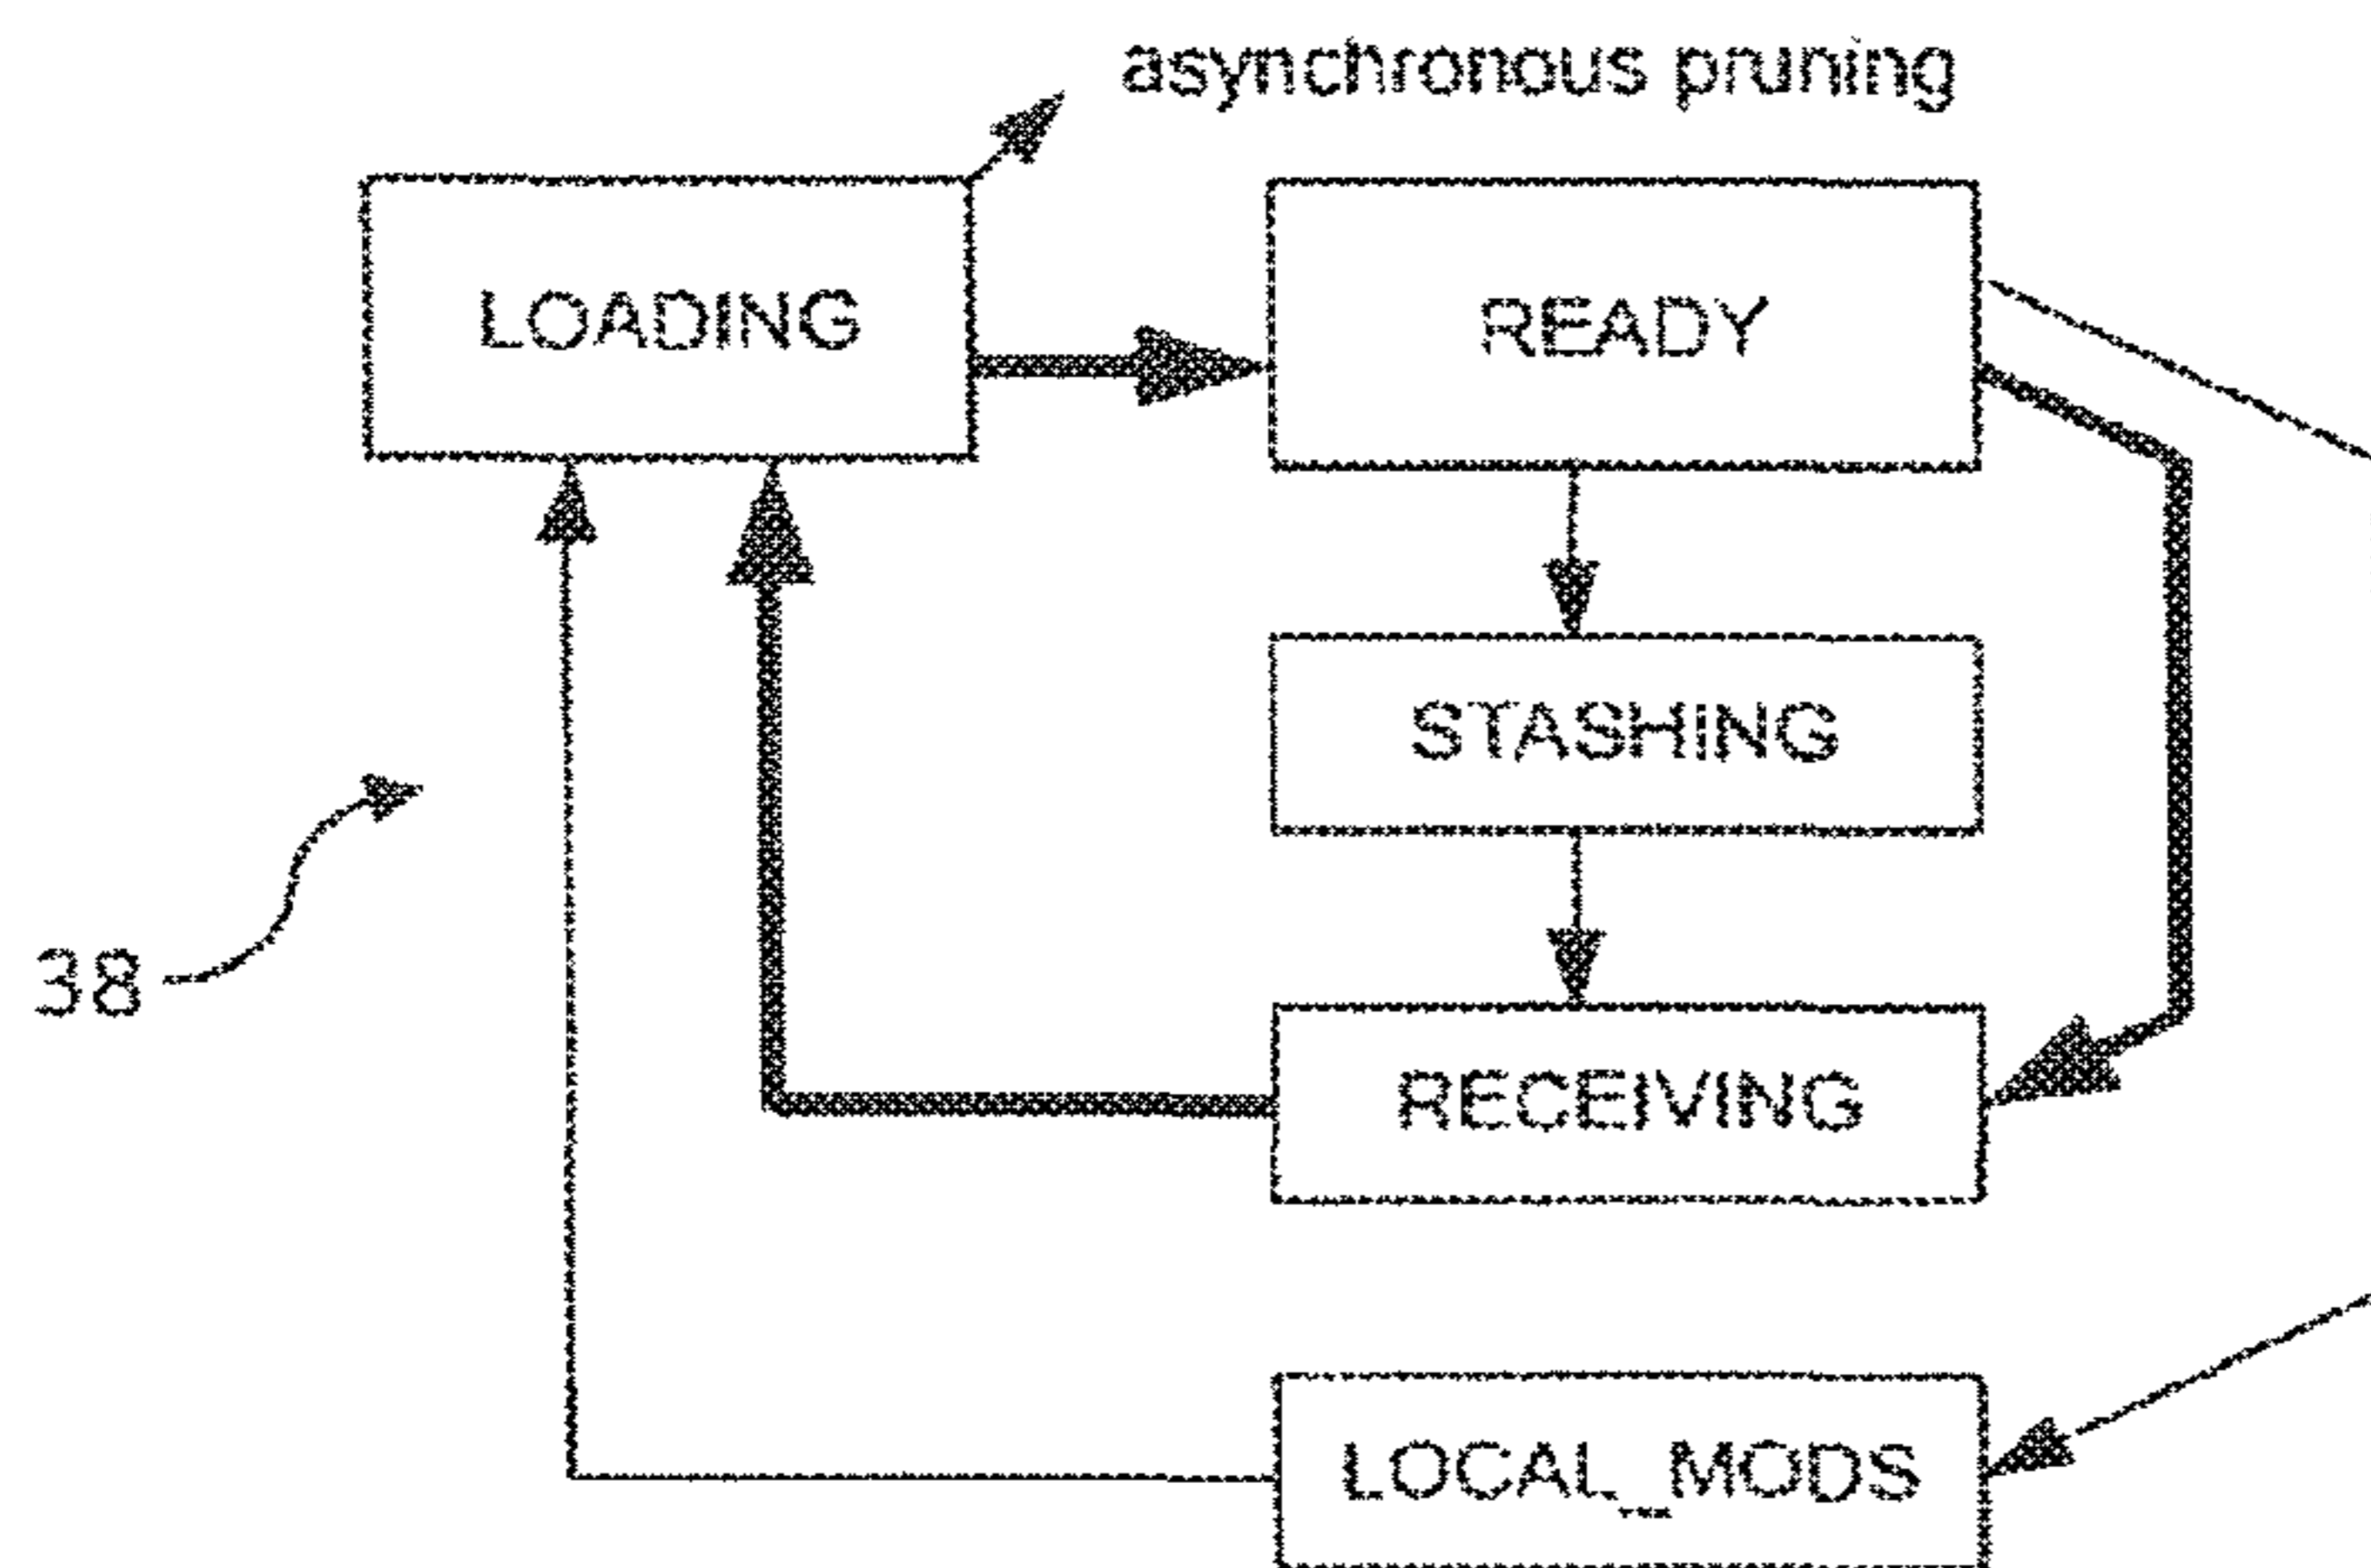 asynchronous pruning
LOADING
READY
STASHING
38
RECEIVING
LOCAL_MODS